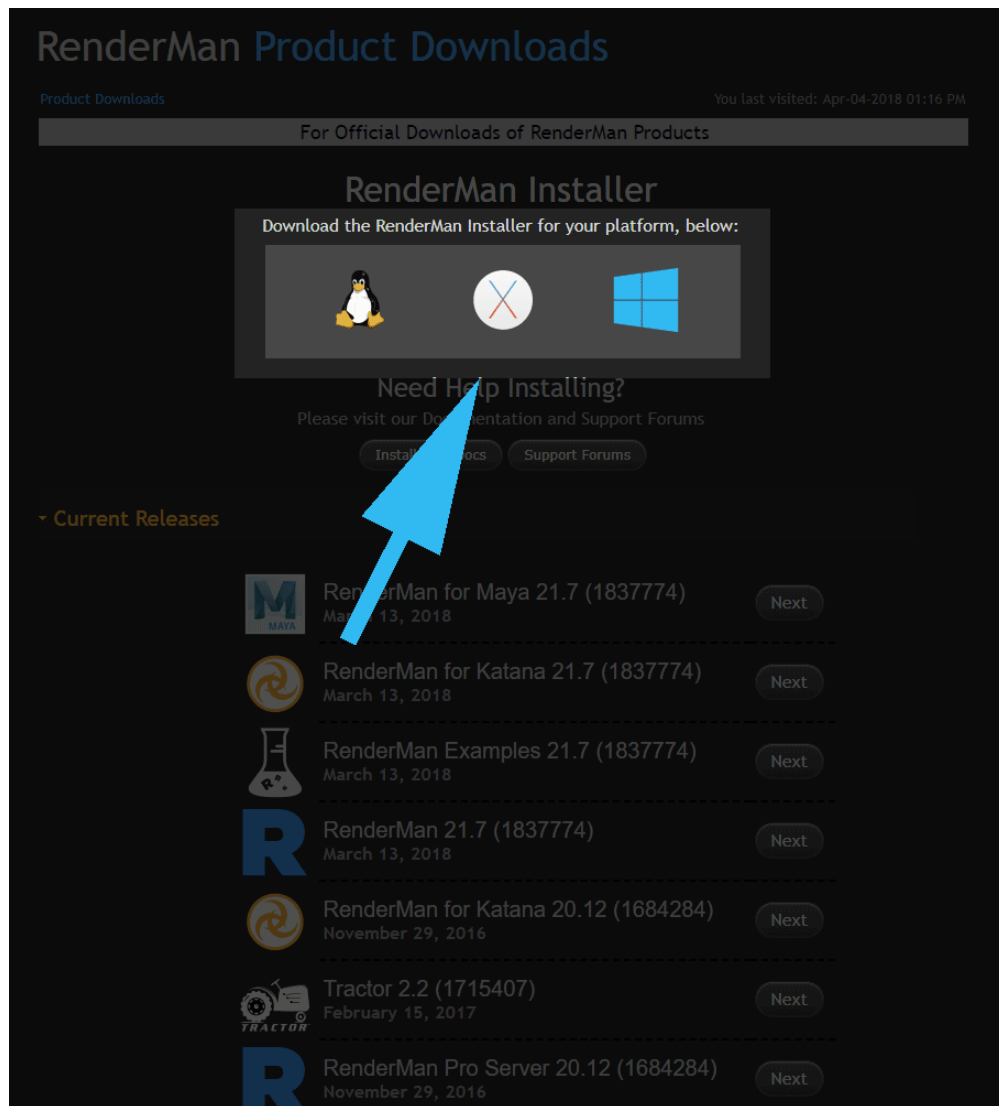 RenderMan Product Downloads
Product Downloads
You last visited: Apr-04-2018 01:16 PM
For Official Downloads of RenderMan Products
RenderMan Installer
Download the RenderMan Installer for your platform, below:
Need Help Installing?
Please visit our Documentation and Support Forums
Docs Support Forums
Current Releases
MAYA
RenderMan for Maya 21.7 (1837774)
March 13, 2018
Next
RenderMan for Katana 21.7 (1837774)
March 13, 2018
Next
RenderMan Examples 21.7 (1837774)
March 13, 2018
Next
RenderMan 21.7 (1837774)
March 13, 2018
Next
RenderMan for Katana 20.12 (1684284)
November 29, 2016
Next
TRACTOR
Tractor 2.2 (1715407)
February 15, 2017
Next
RenderMan Pro Server 20.12 (1684284)
November 29, 2016
Next